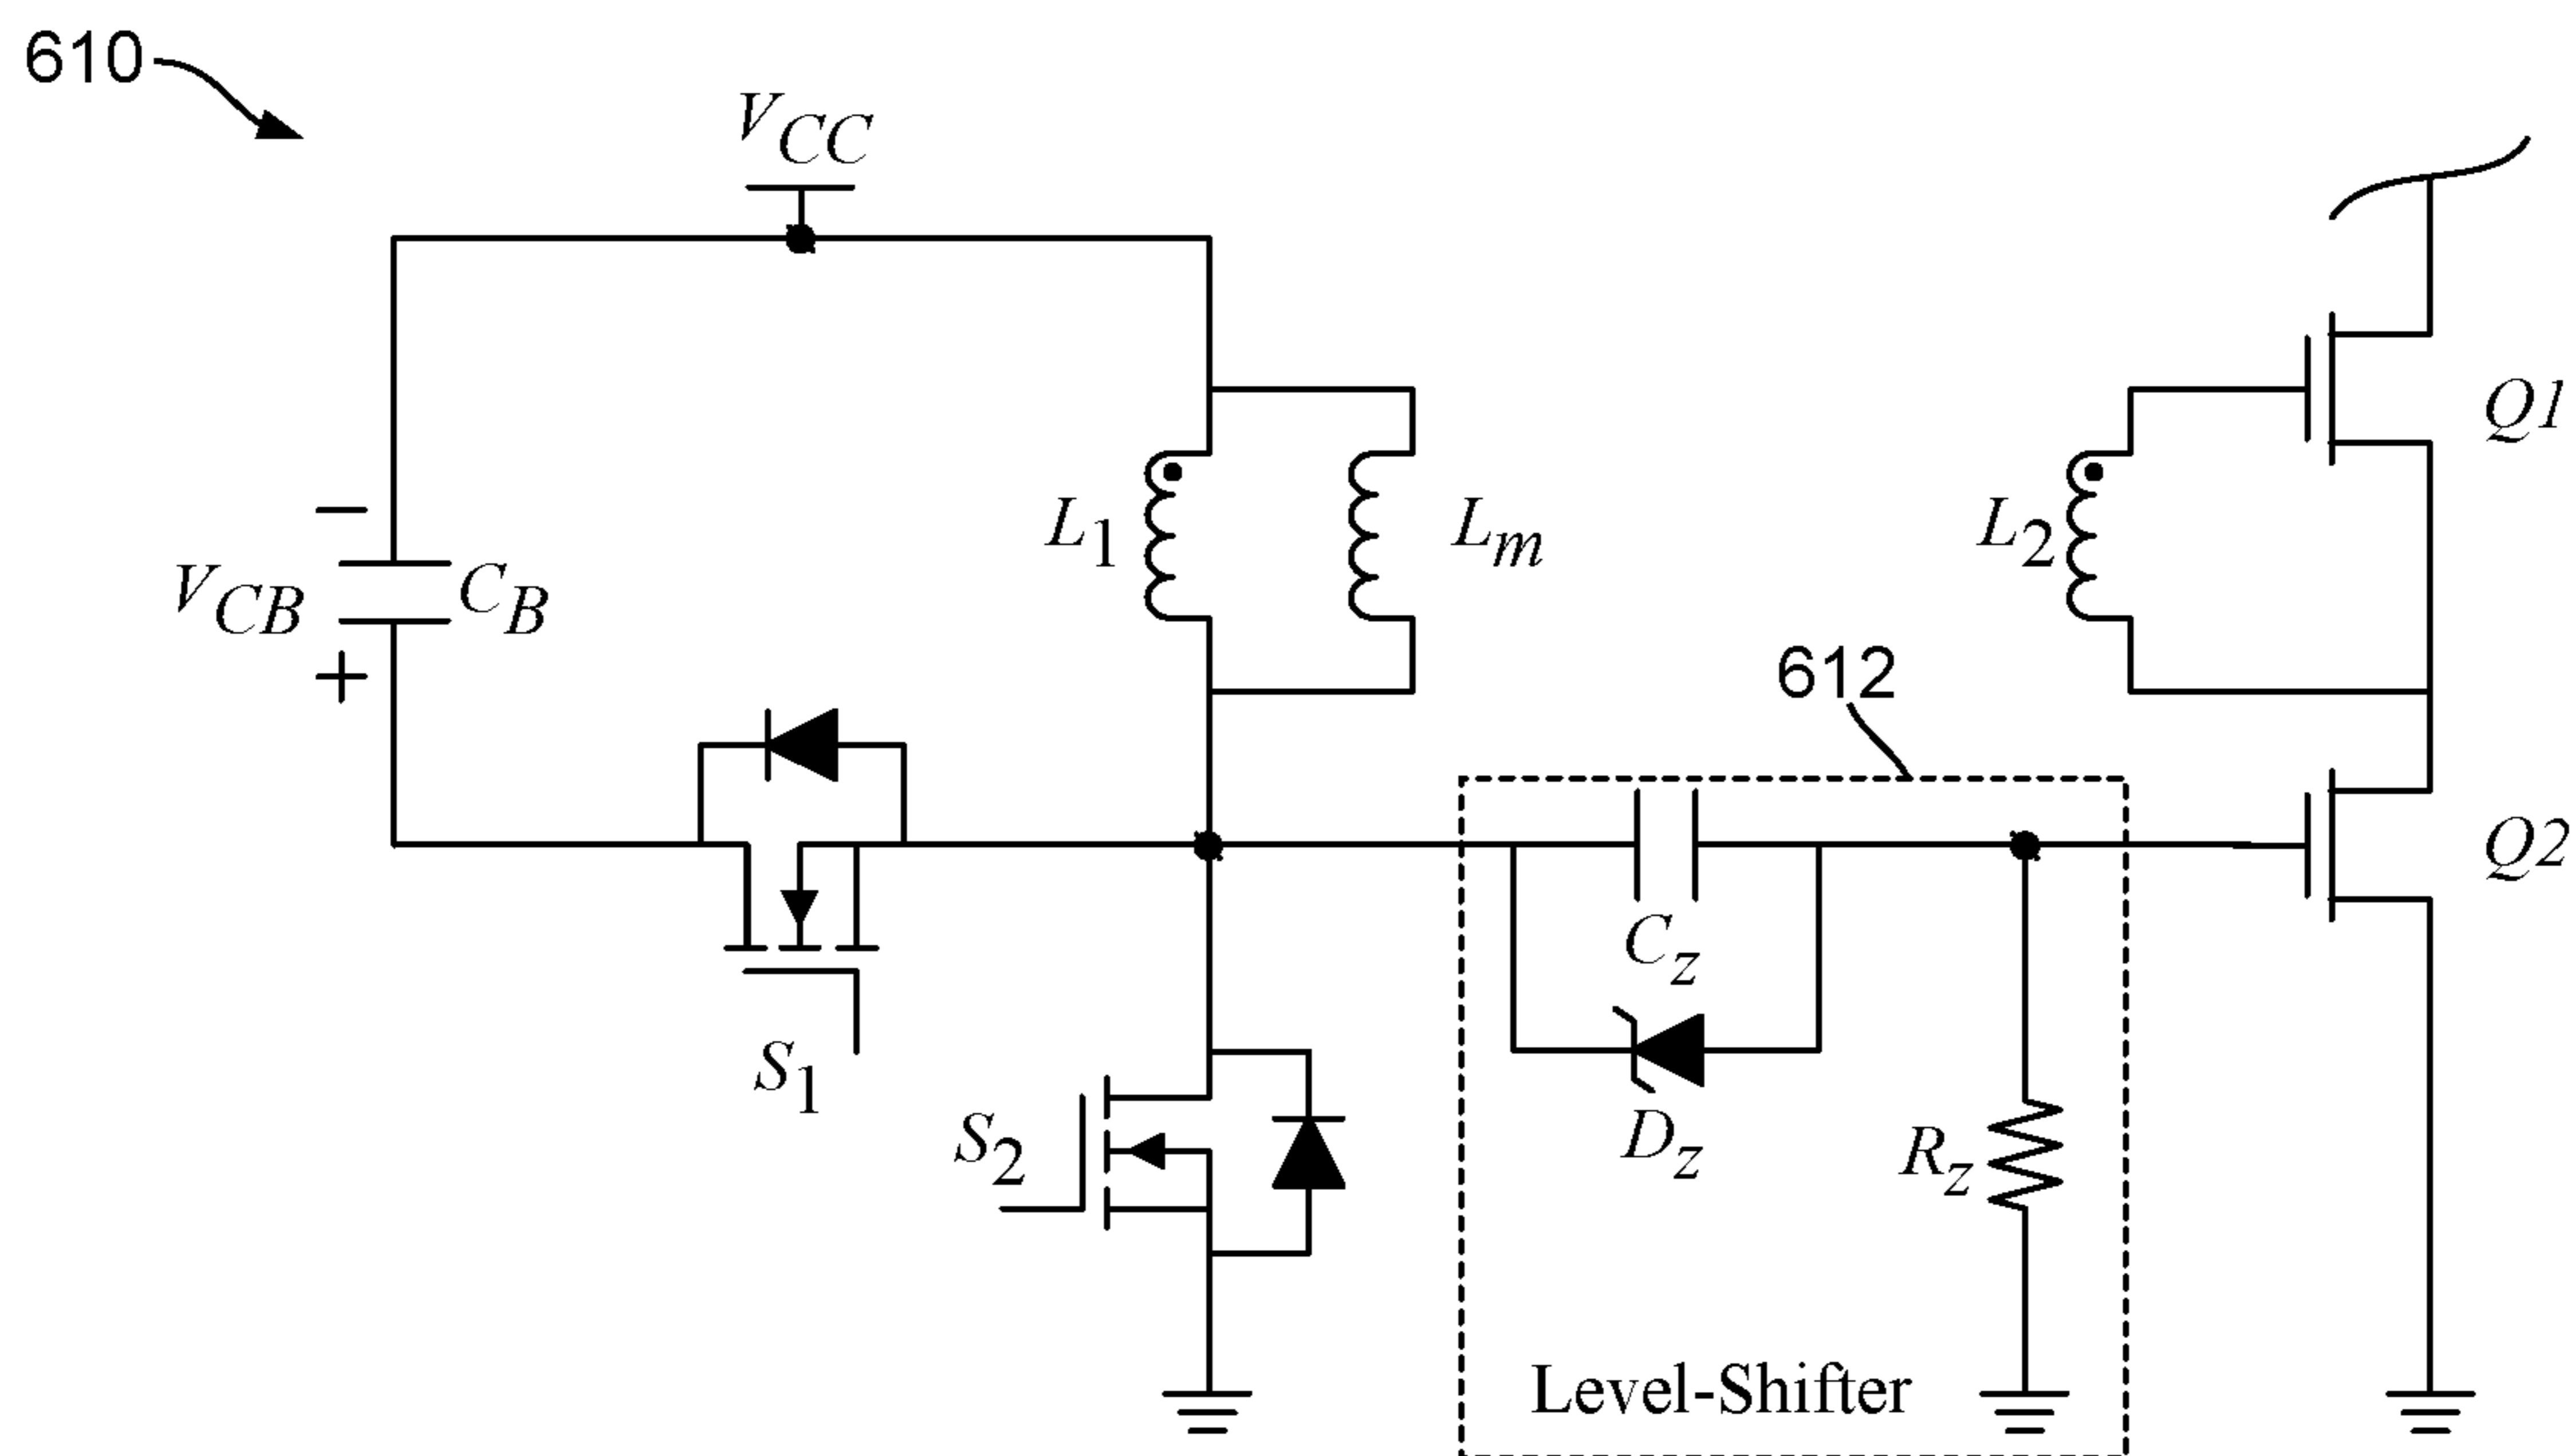 610
VCC
Q1
L1
Lm
L2
−
VCB
CB
+
612
Q2
Cz
S1
Dz
S2
Rz
Level-Shifter